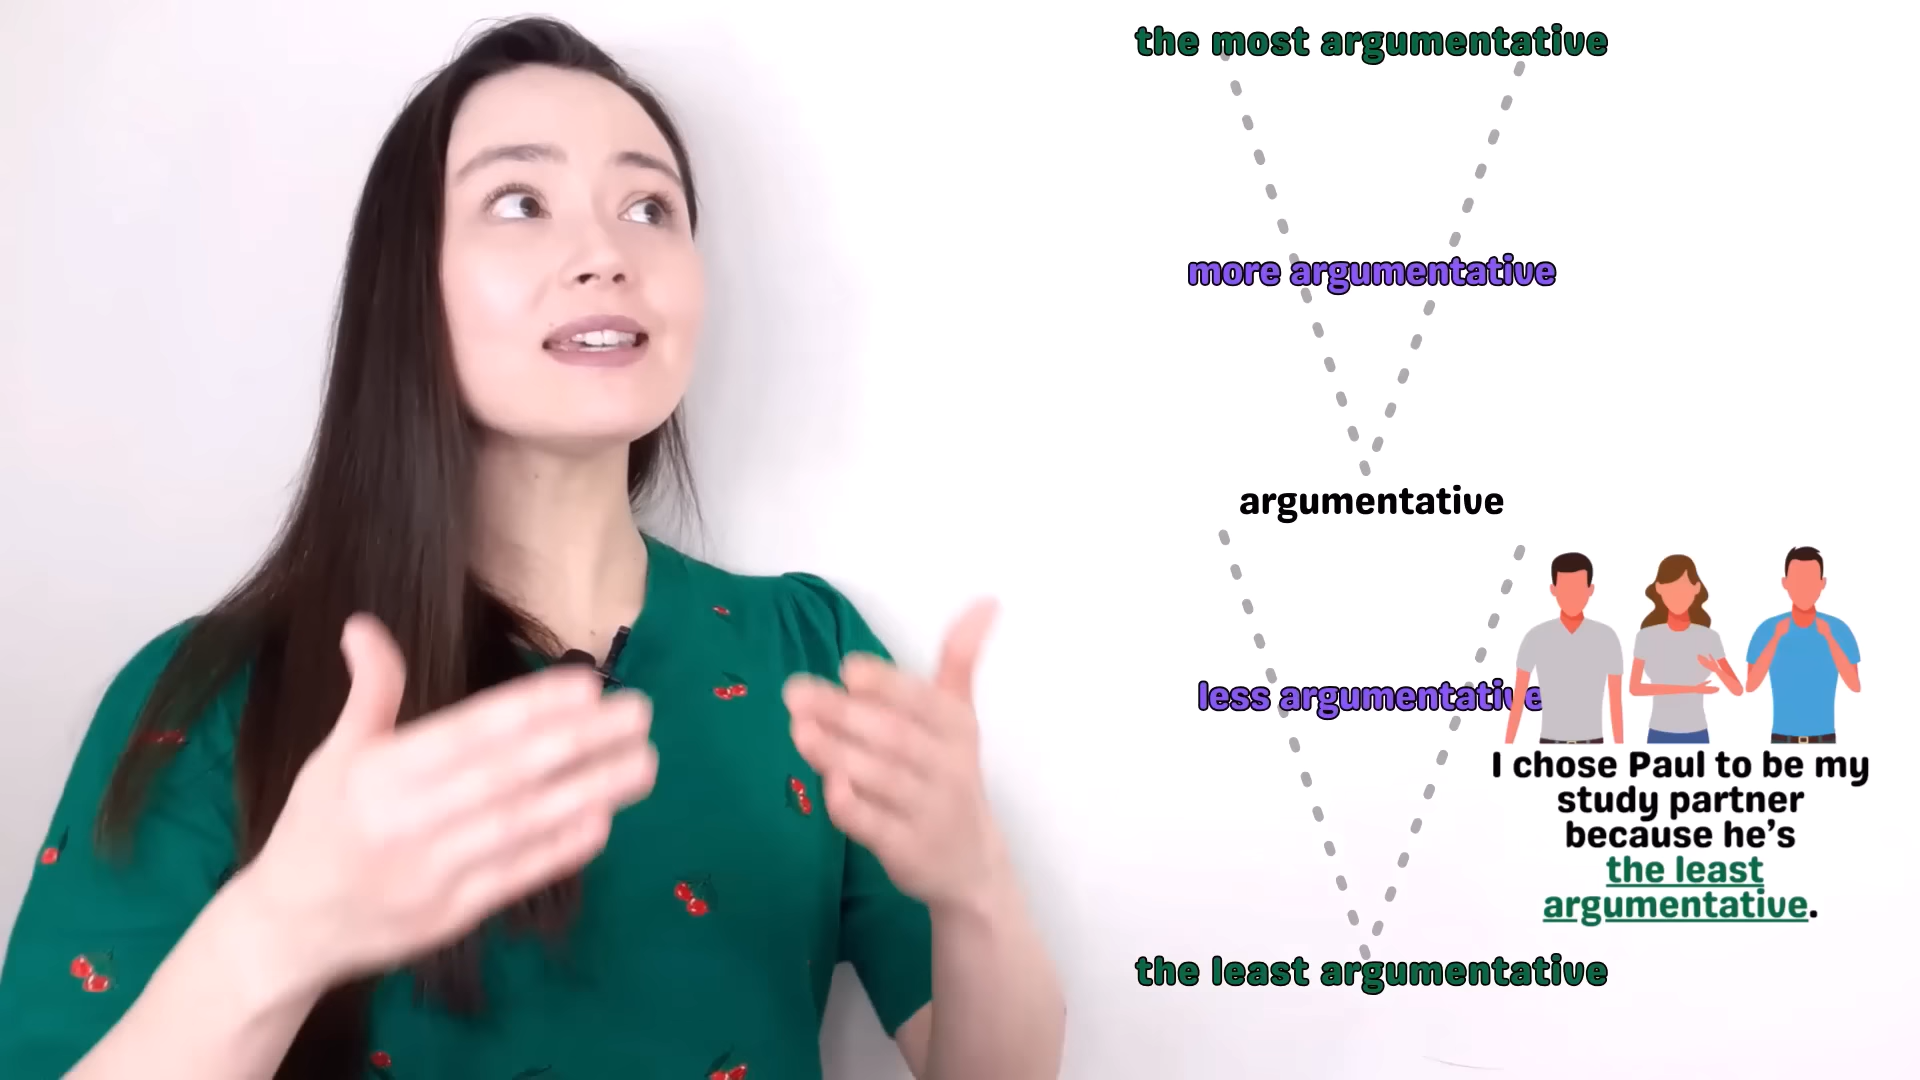 the most argumentative
more argumentative
argumentative
less argumentative
I chose Paul to be my
study partner
because he's
the least
argumentative.
the least argumentative